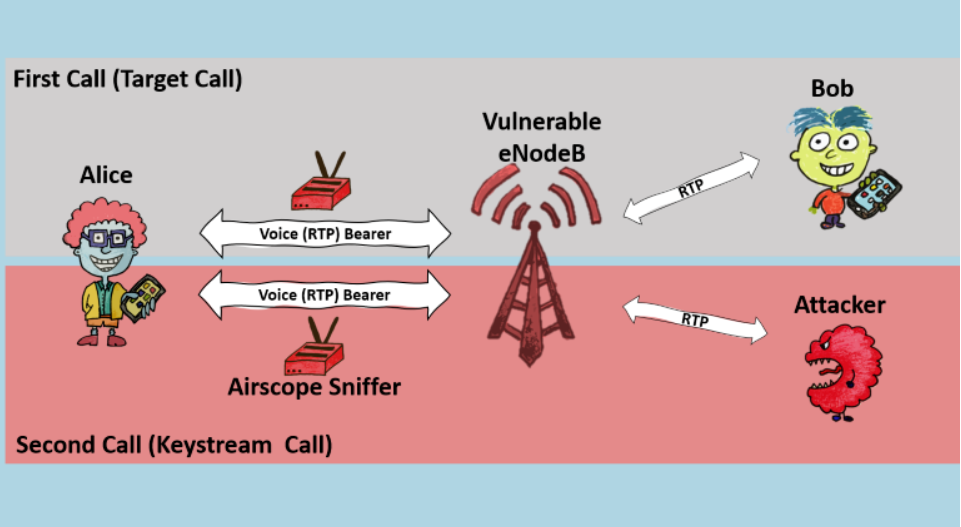 First Call (Target Call)
Bob
Vulnerable
eNodeB
Alice
RTP
Voice (RTP) Bearer
Voice (RTP) Bearer
Attacker
RTP
Airscope Sniffer
Second Call (Keystream Call)